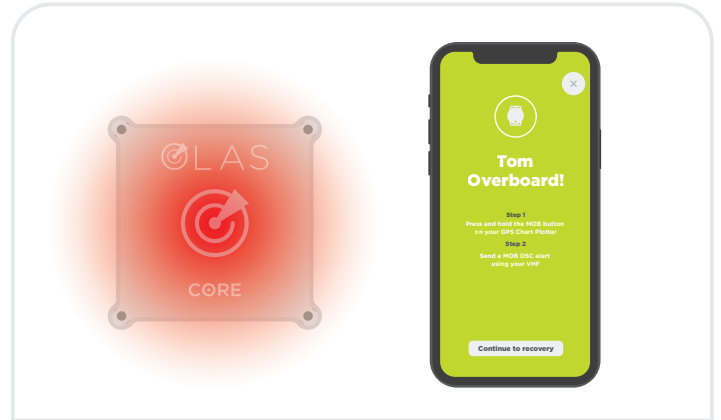 OLAS
CORE
×
Tom
Overboard!
Step 1
Press and hold the MOB button
on your GPS Chart Plotter
Step 2
Send a MOB DSC alert
using your VHF
Continue to recovery